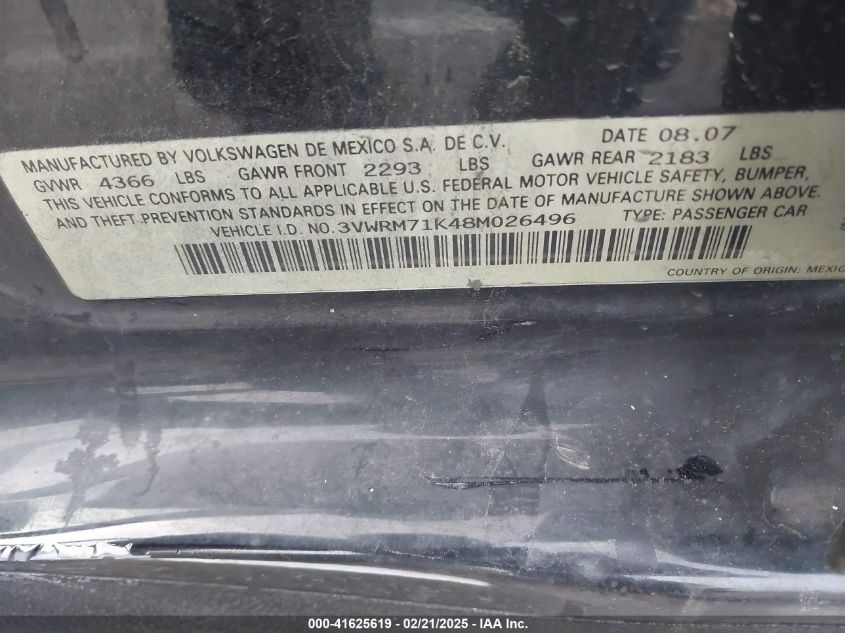 MANUFACTURED BY VOLKSWAGEN DE MEXICO S.A. DE C.V. DATE 08.07
GVWR 4366 LBS GAWR FRONT 2293 LBS GAWR REAR 2183 LBS
THIS VEHICLE CONFORMS TO ALL APPLICABLE U.S. FEDERAL MOTOR VEHICLE SAFETY, BUMPER,
AND THEFT PREVENTION STANDARDS IN EFFECT ON THE DATE OF MANUFACTURE SHOWN ABOVE.
VEHICLE I.D. NO. 3VWRM71K48M026496 TYPE: PASSENGER CAR
COUNTRY OF ORIGIN: MEXIC
000-41625619 - 02/21/2025 - IAA Inc.